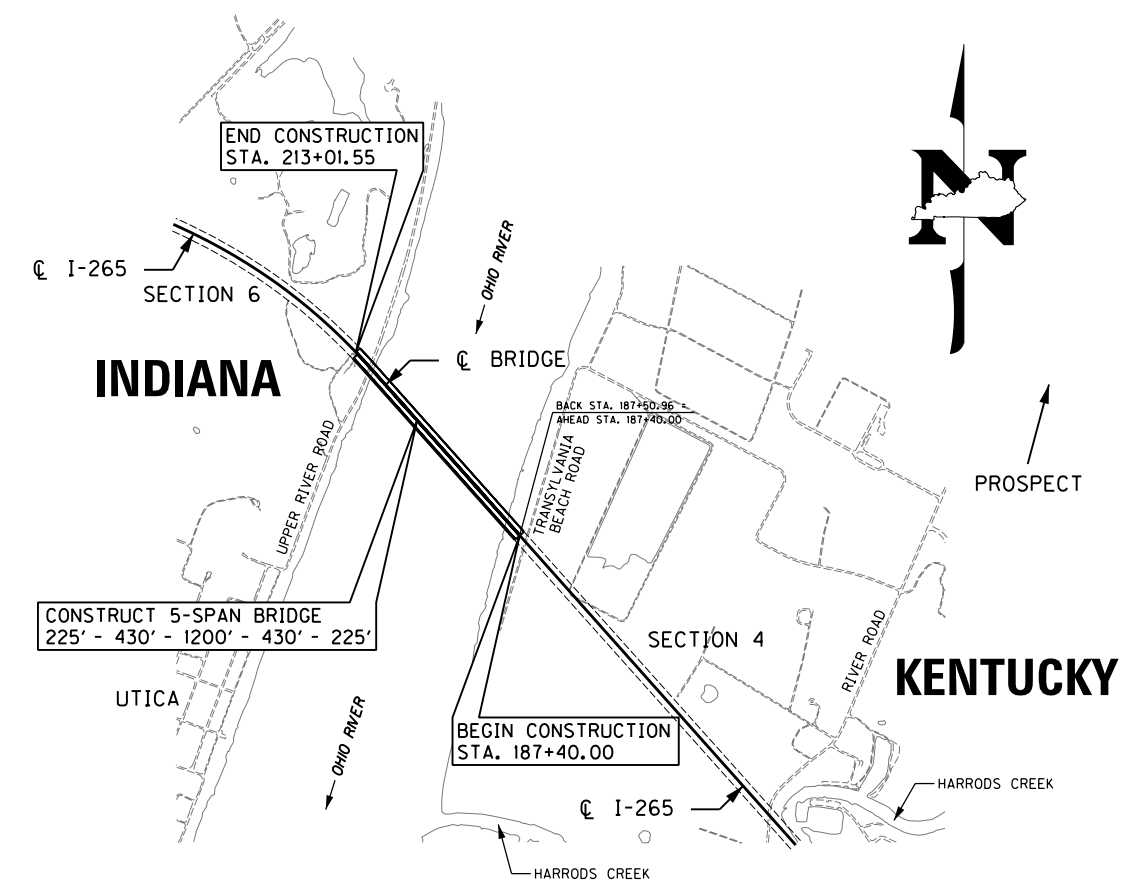 END CONSTRUCTION
STA. 213+01.55
N
OHIO RIVER
℄ I-265
SECTION 6
INDIANA
℄ BRIDGE
BACK STA. 187+50.96 =
AHEAD STA. 187+40.00
TRANSYLVANIA
BEACH ROAD
UPPER RIVER ROAD
PROSPECT
CONSTRUCT 5-SPAN BRIDGE
225' - 430' - 1200' - 430' - 225'
SECTION 4
RIVER ROAD
KENTUCKY
UTICA
OHIO RIVER
BEGIN CONSTRUCTION
STA. 187+40.00
℄ I-265
HARRODS CREEK
HARRODS CREEK